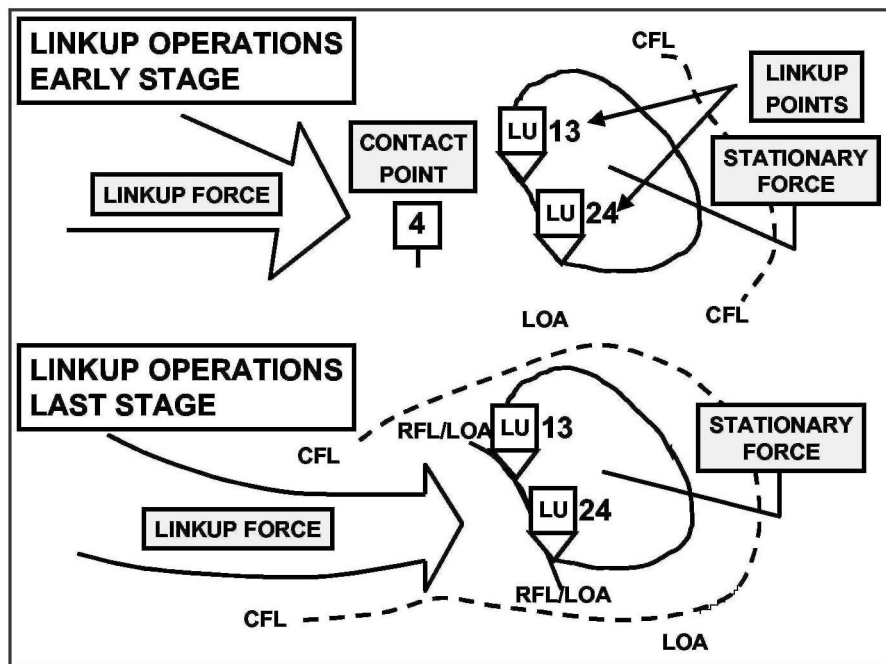 LINKUP OPERATIONS
EARLY STAGE
CFL
LINKUP
POINTS
LU 13
CONTACT
POINT
STATIONARY
FORCE
LINKUP FORCE
4
LU 24
CFL
LOA
LINKUP OPERATIONS
LAST STAGE
CFL
RFL/LOA
LU 13
STATIONARY
FORCE
LINKUP FORCE
LU 24
RFL/LOA
CFL
LOA